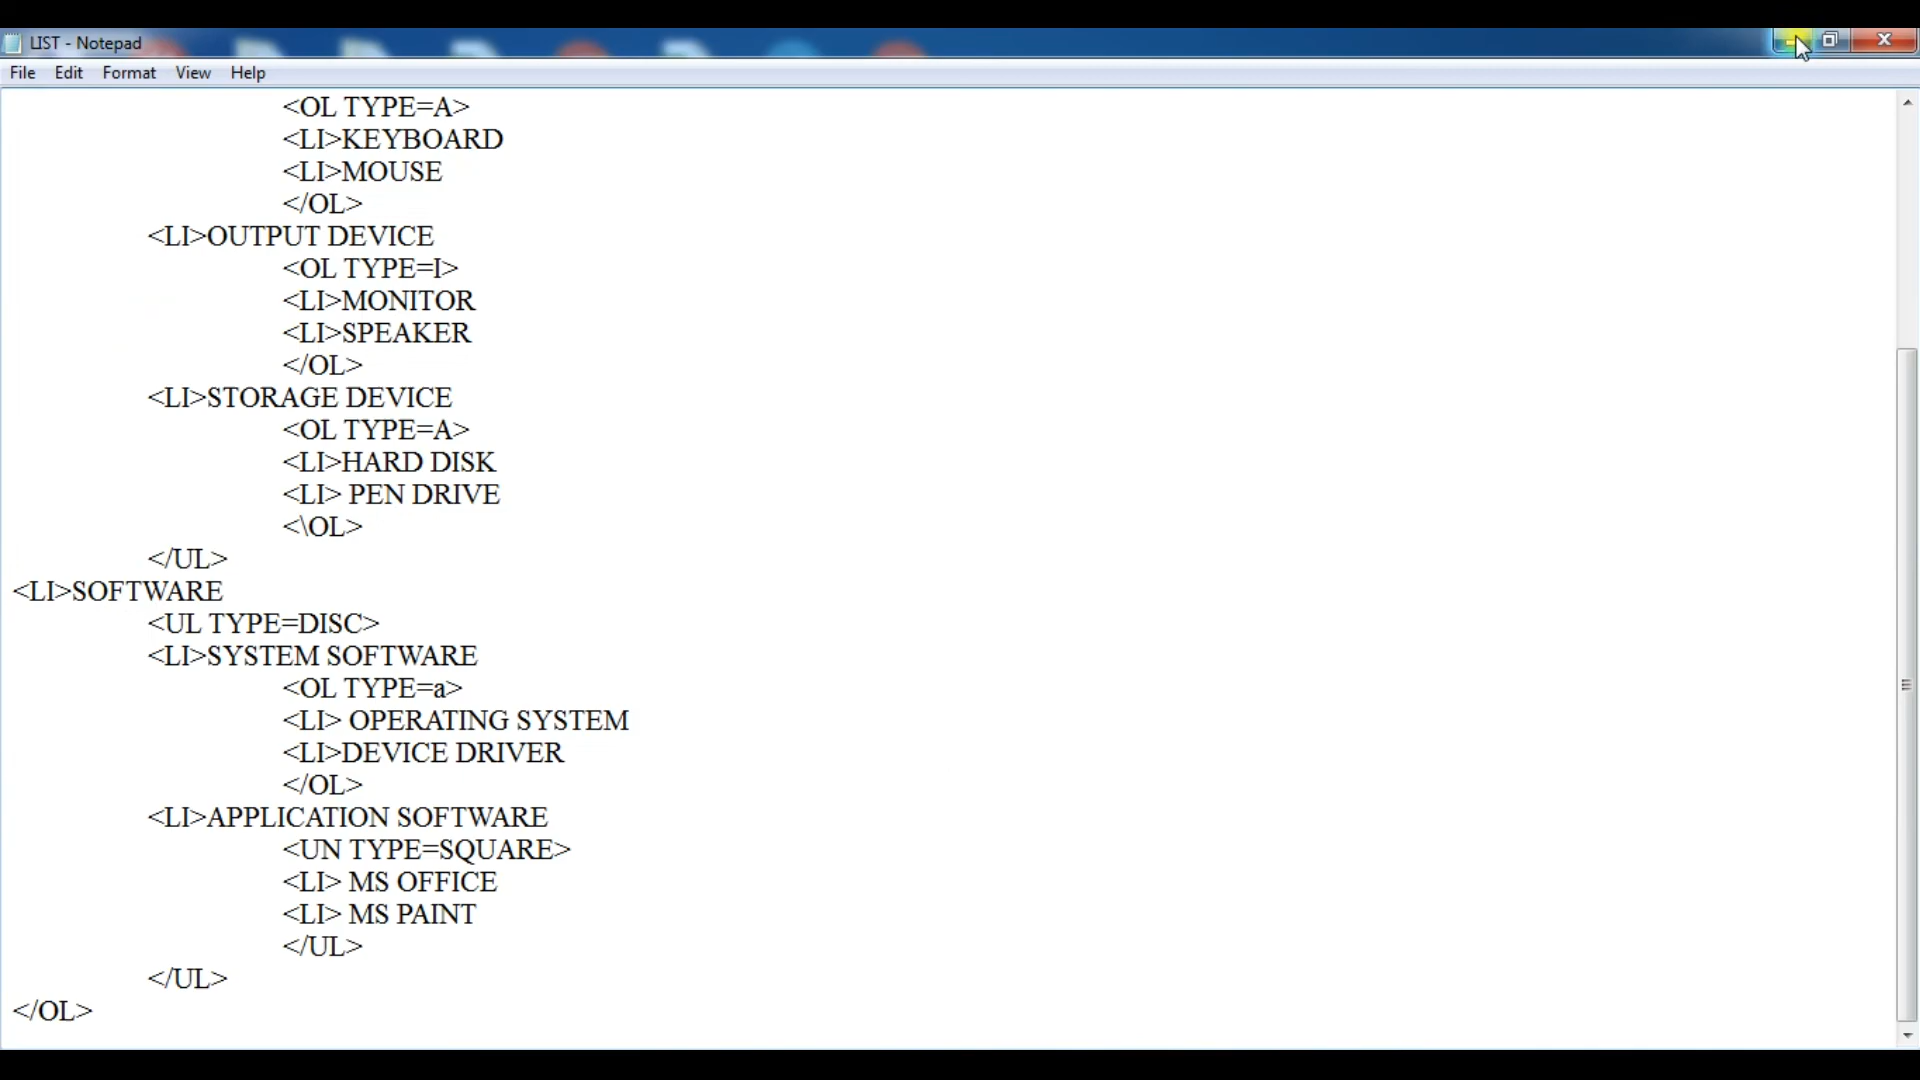 LIST - Notepad
File Edit Format View Help
<OL TYPE=A>
<LI>KEYBOARD
<LI>MOUSE
</OL>
<LI>OUTPUT DEVICE
<OL TYPE=I>
<LI>MONITOR
<LI>SPEAKER
</OL>
<LI>STORAGE DEVICE
<OL TYPE=A>
<LI>HARD DISK
<LI> PEN DRIVE
<\OL>
</UL>
<LI>SOFTWARE
<UL TYPE=DISC>
<LI>SYSTEM SOFTWARE
<OL TYPE=a>
<LI> OPERATING SYSTEM
<LI>DEVICE DRIVER
</OL>
<LI>APPLICATION SOFTWARE
<UN TYPE=SQUARE>
<LI> MS OFFICE
<LI> MS PAINT
</UL>
</UL>
</OL>